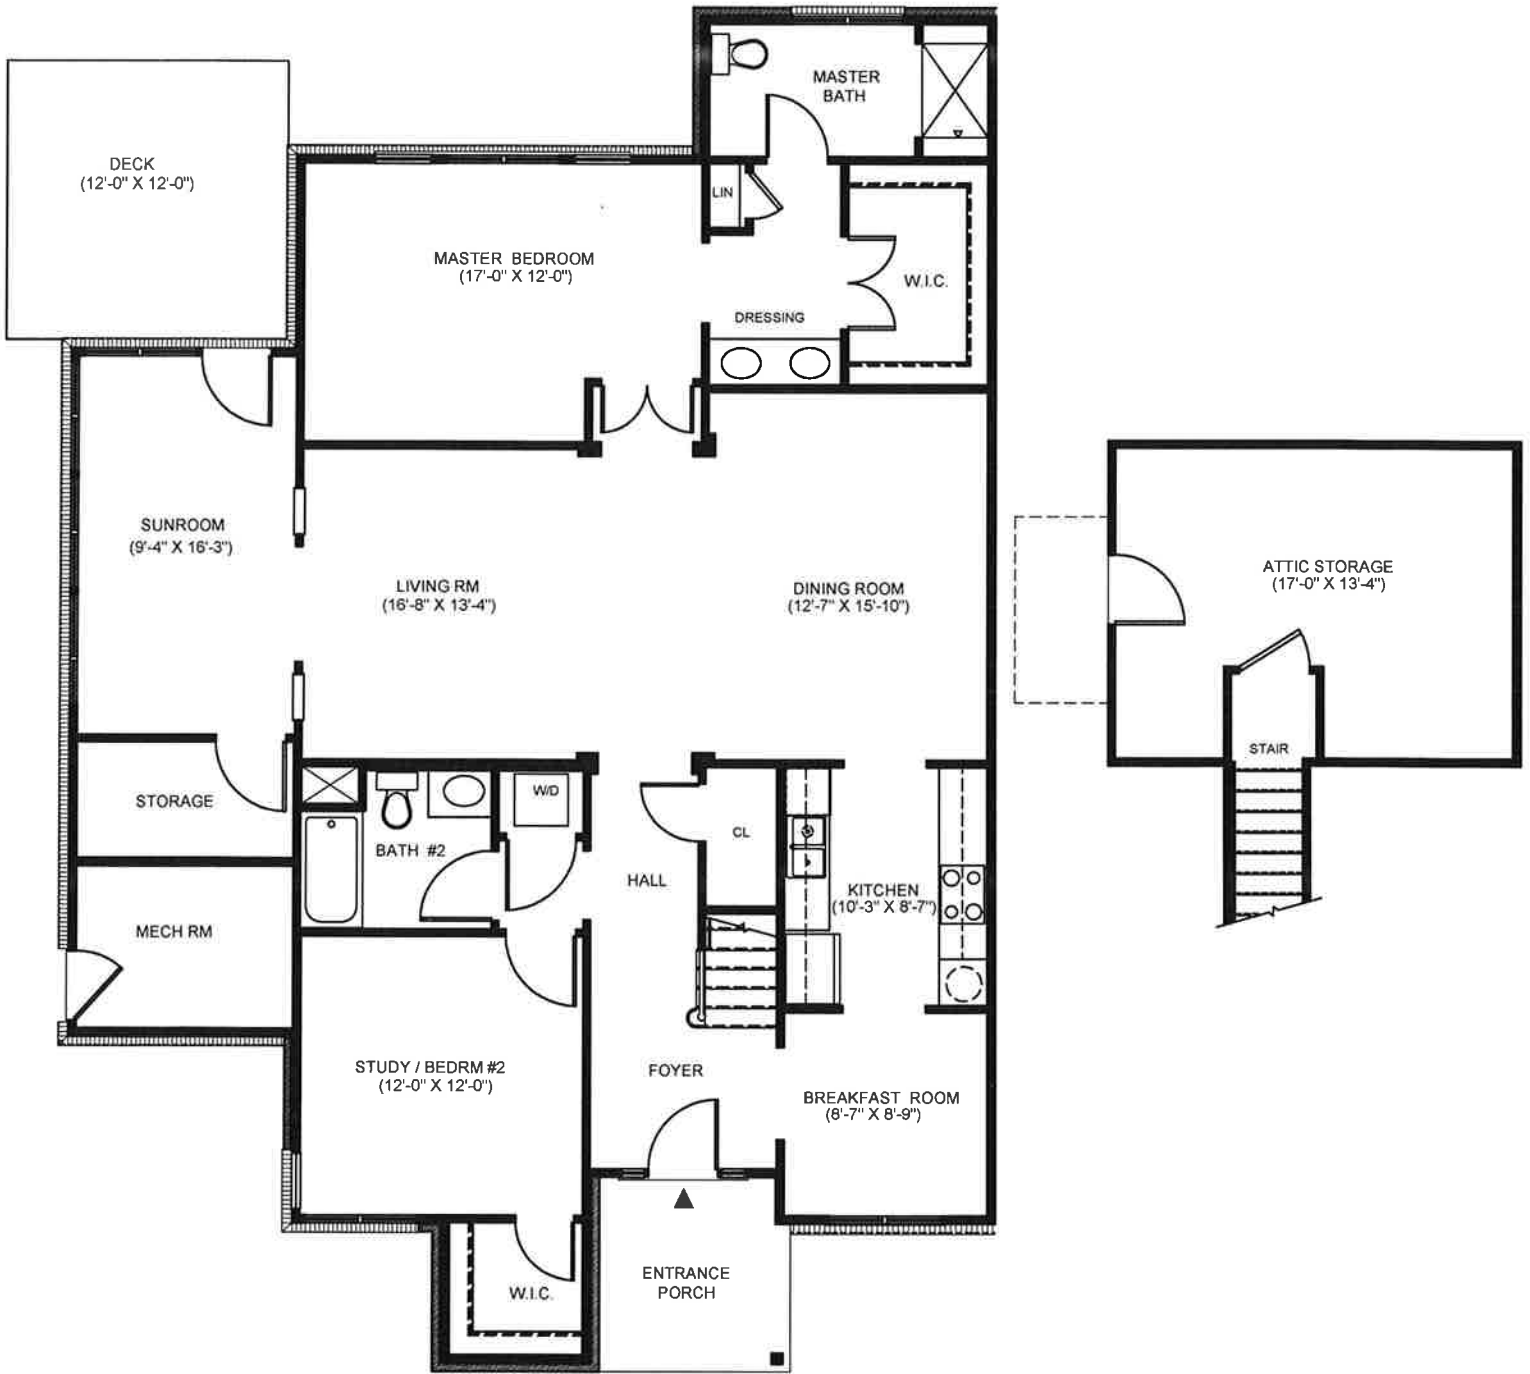 MASTER
BATH
DECK
(12'-0" X 12'-0")
LIN
MASTER BEDROOM
(17'-0" X 12'-0")
W.I.C.
DRESSING
SUNROOM
(9'-4" X 16'-3")
LIVING RM
(16'-8" X 13'-4")
DINING ROOM
(12'-7" X 15'-10")
ATTIC STORAGE
(17'-0" X 13'-4")
STAIR
STORAGE
W/D
CL
BATH #2
HALL
KITCHEN
(10'-3" X 8'-7")
MECH RM
STUDY / BEDRM #2
(12'-0" X 12'-0")
FOYER
BREAKFAST ROOM
(8'-7" X 8'-9")
W.I.C.
ENTRANCE
PORCH